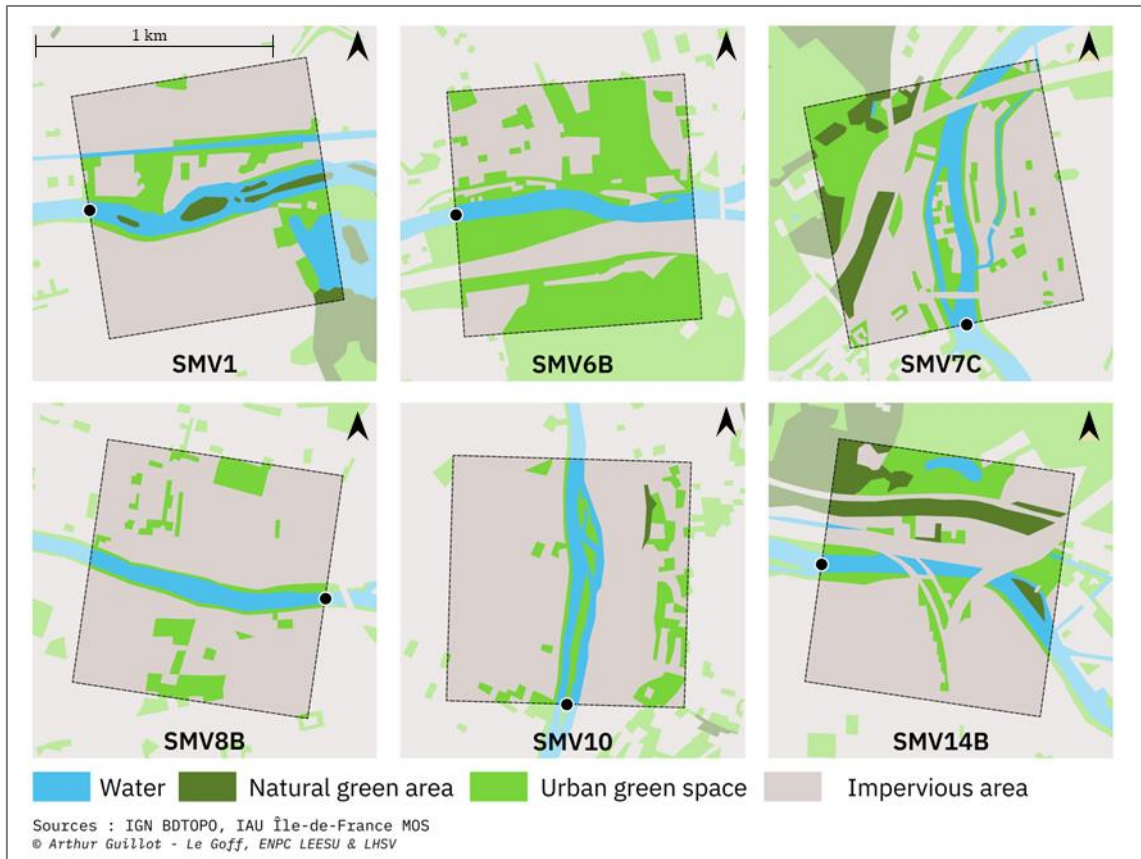 1 km
SMV1
SMV6B
SMV7C
SMV8B
SMV10
SMV14B
Water
Natural green area
Urban green space
Impervious area
Sources : IGN BDTOPO, IAU Île-de-France MOS
© Arthur Guillot - Le Goff, ENPC LEESU & LHSV